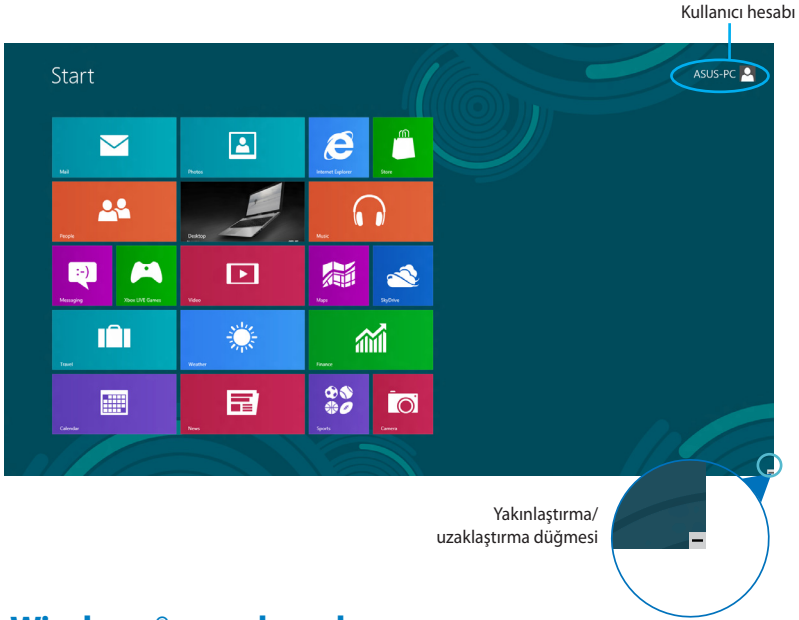 Kullanıcı hesabı
Start
ASUS-PC
Mail
Photos
Internet Explorer
Store
People
Desktop
Music
Messaging
Xbox LIVE Games
Video
Maps
SkyDrive
Travel
Weather
Finance
Calendar
News
Sports
Camera
Yakınlaştırma/
uzaklaştırma düğmesi